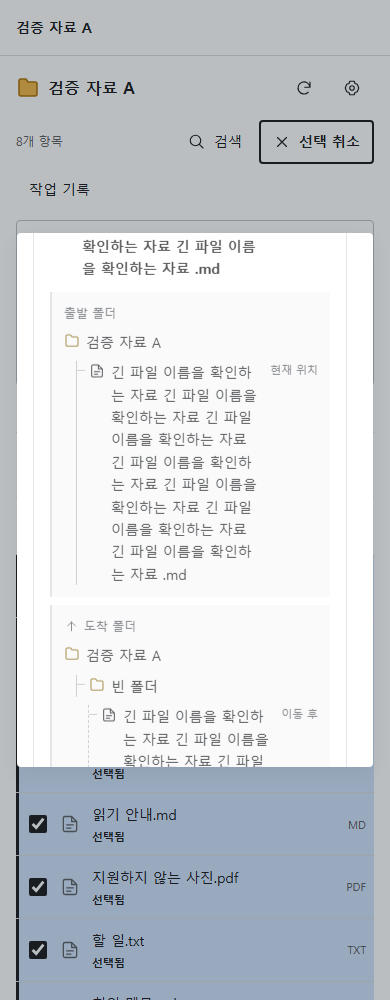 검증 자료 A
검증 자료 A
8개 항목
검색
선택 취소
작업 기록
확인하는 자료 긴 파일 이름
을 확인하는 자료 .md
출발 폴더
검증 자료 A
긴 파일 이름을 확인하 현재 위치
는 자료 긴 파일 이름을
확인하는 자료 긴 파일
이름을 확인하는 자료
긴 파일 이름을 확인하
는 자료 긴 파일 이름을
확인하는 자료 긴 파일
이름을 확인하는 자료
긴 파일 이름을 확인하
는 자료 .md
도착 폴더
검증 자료 A
빈 폴더
긴 파일 이름을 확인하 이동 후
는 자료 긴 파일 이름을
확인하는 자료 긴 파일
선택됨
읽기 안내.md MD
선택됨
지원하지 않는 사진.pdf PDF
선택됨
할 일.txt TXT
선택됨